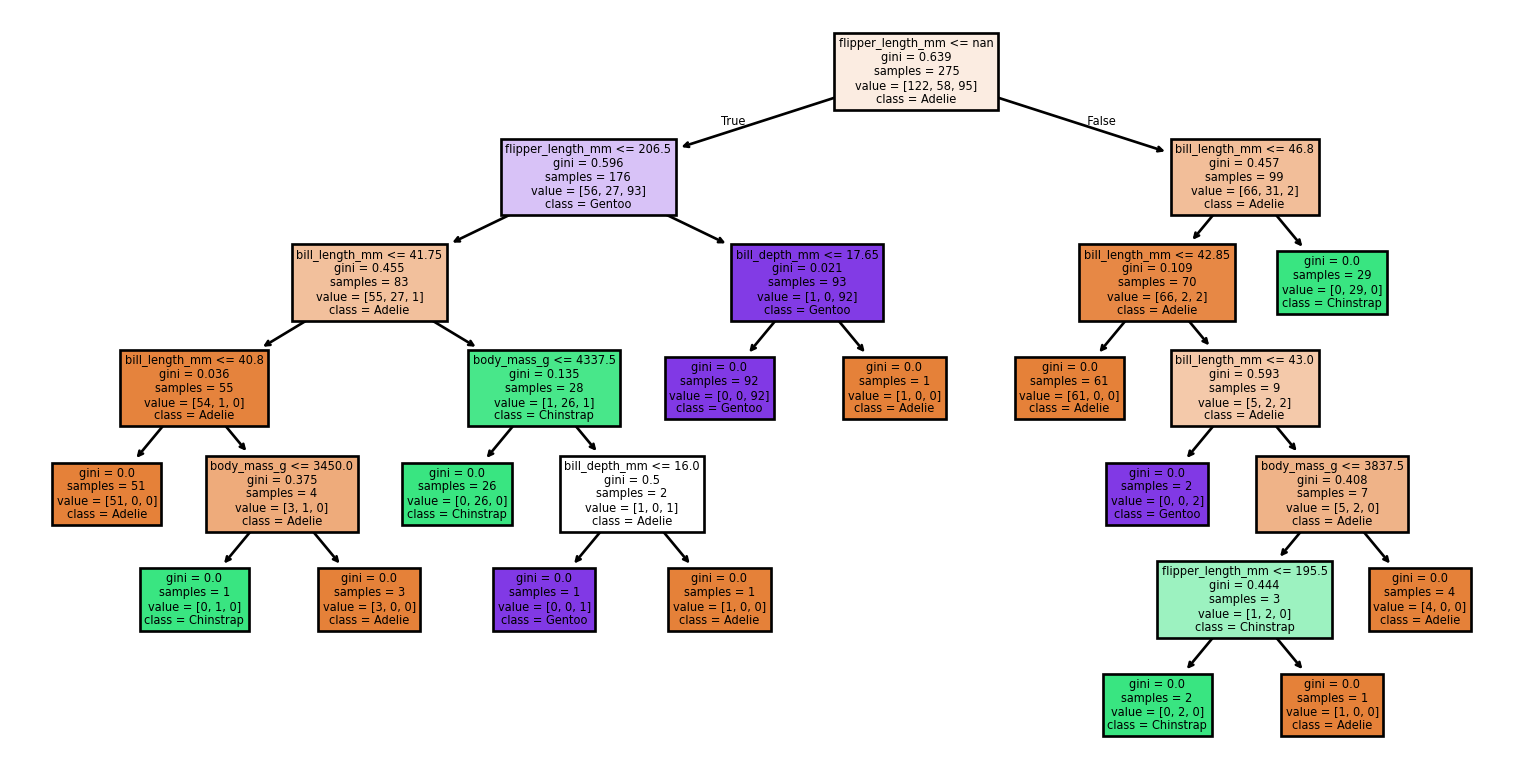 flipper_length_mm <= nan
gini = 0.639
samples = 275
value = [122, 58, 95]
class = Adelie
True
False
flipper_length_mm <= 206.5
gini = 0.596
samples = 176
value = [56, 27, 93]
class = Gentoo
bill_length_mm <= 46.8
gini = 0.457
samples = 99
value = [66, 31, 2]
class = Adelie
bill_length_mm <= 41.75
gini = 0.455
samples = 83
value = [55, 27, 1]
class = Adelie
bill_depth_mm <= 17.65
gini = 0.021
samples = 93
value = [1, 0, 92]
class = Gentoo
bill_length_mm <= 42.85
gini = 0.109
samples = 70
value = [66, 2, 2]
class = Adelie
gini = 0.0
samples = 29
value = [0, 29, 0]
class = Chinstrap
bill_length_mm <= 40.8
gini = 0.036
samples = 55
value = [54, 1, 0]
class = Adelie
body_mass_g <= 4337.5
gini = 0.135
samples = 28
value = [1, 26, 1]
class = Chinstrap
gini = 0.0
samples = 92
value = [0, 0, 92]
class = Gentoo
gini = 0.0
samples = 1
value = [1, 0, 0]
class = Adelie
gini = 0.0
samples = 61
value = [61, 0, 0]
class = Adelie
bill_length_mm <= 43.0
gini = 0.593
samples = 9
value = [5, 2, 2]
class = Adelie
gini = 0.0
samples = 51
value = [51, 0, 0]
class = Adelie
body_mass_g <= 3450.0
gini = 0.375
samples = 4
value = [3, 1, 0]
class = Adelie
gini = 0.0
samples = 26
value = [0, 26, 0]
class = Chinstrap
bill_depth_mm <= 16.0
gini = 0.5
samples = 2
value = [1, 0, 1]
class = Adelie
gini = 0.0
samples = 2
value = [0, 0, 2]
class = Gentoo
body_mass_g <= 3837.5
gini = 0.408
samples = 7
value = [5, 2, 0]
class = Adelie
gini = 0.0
samples = 1
value = [0, 1, 0]
class = Chinstrap
gini = 0.0
samples = 3
value = [3, 0, 0]
class = Adelie
gini = 0.0
samples = 1
value = [0, 0, 1]
class = Gentoo
gini = 0.0
samples = 1
value = [1, 0, 0]
class = Adelie
flipper_length_mm <= 195.5
gini = 0.444
samples = 3
value = [1, 2, 0]
class = Chinstrap
gini = 0.0
samples = 4
value = [4, 0, 0]
class = Adelie
gini = 0.0
samples = 2
value = [0, 2, 0]
class = Chinstrap
gini = 0.0
samples = 1
value = [1, 0, 0]
class = Adelie